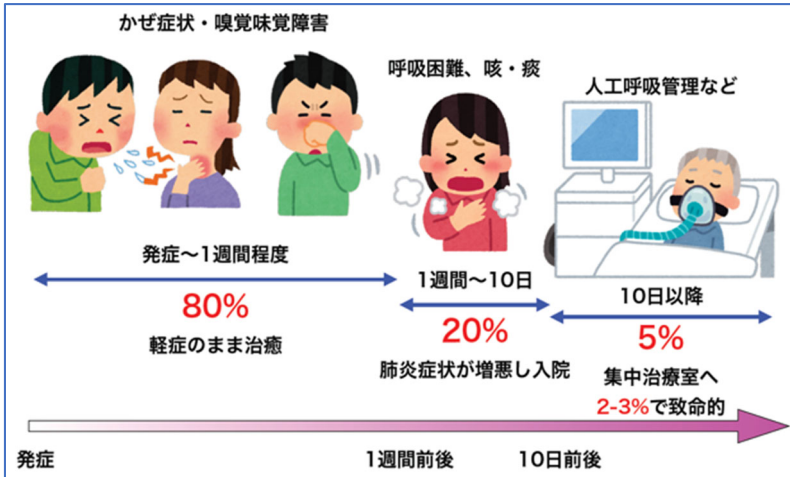 かぜ症状・嗅覚味覚障害
呼吸困難、咳・痰
人工呼吸管理など
発症〜1週間程度
80%
軽症のまま治癒
1週間〜10日
20%
肺炎症状が増悪し入院
10日以降
5%
集中治療室へ
2-3%で致命的
発症
1週間前後
10日前後